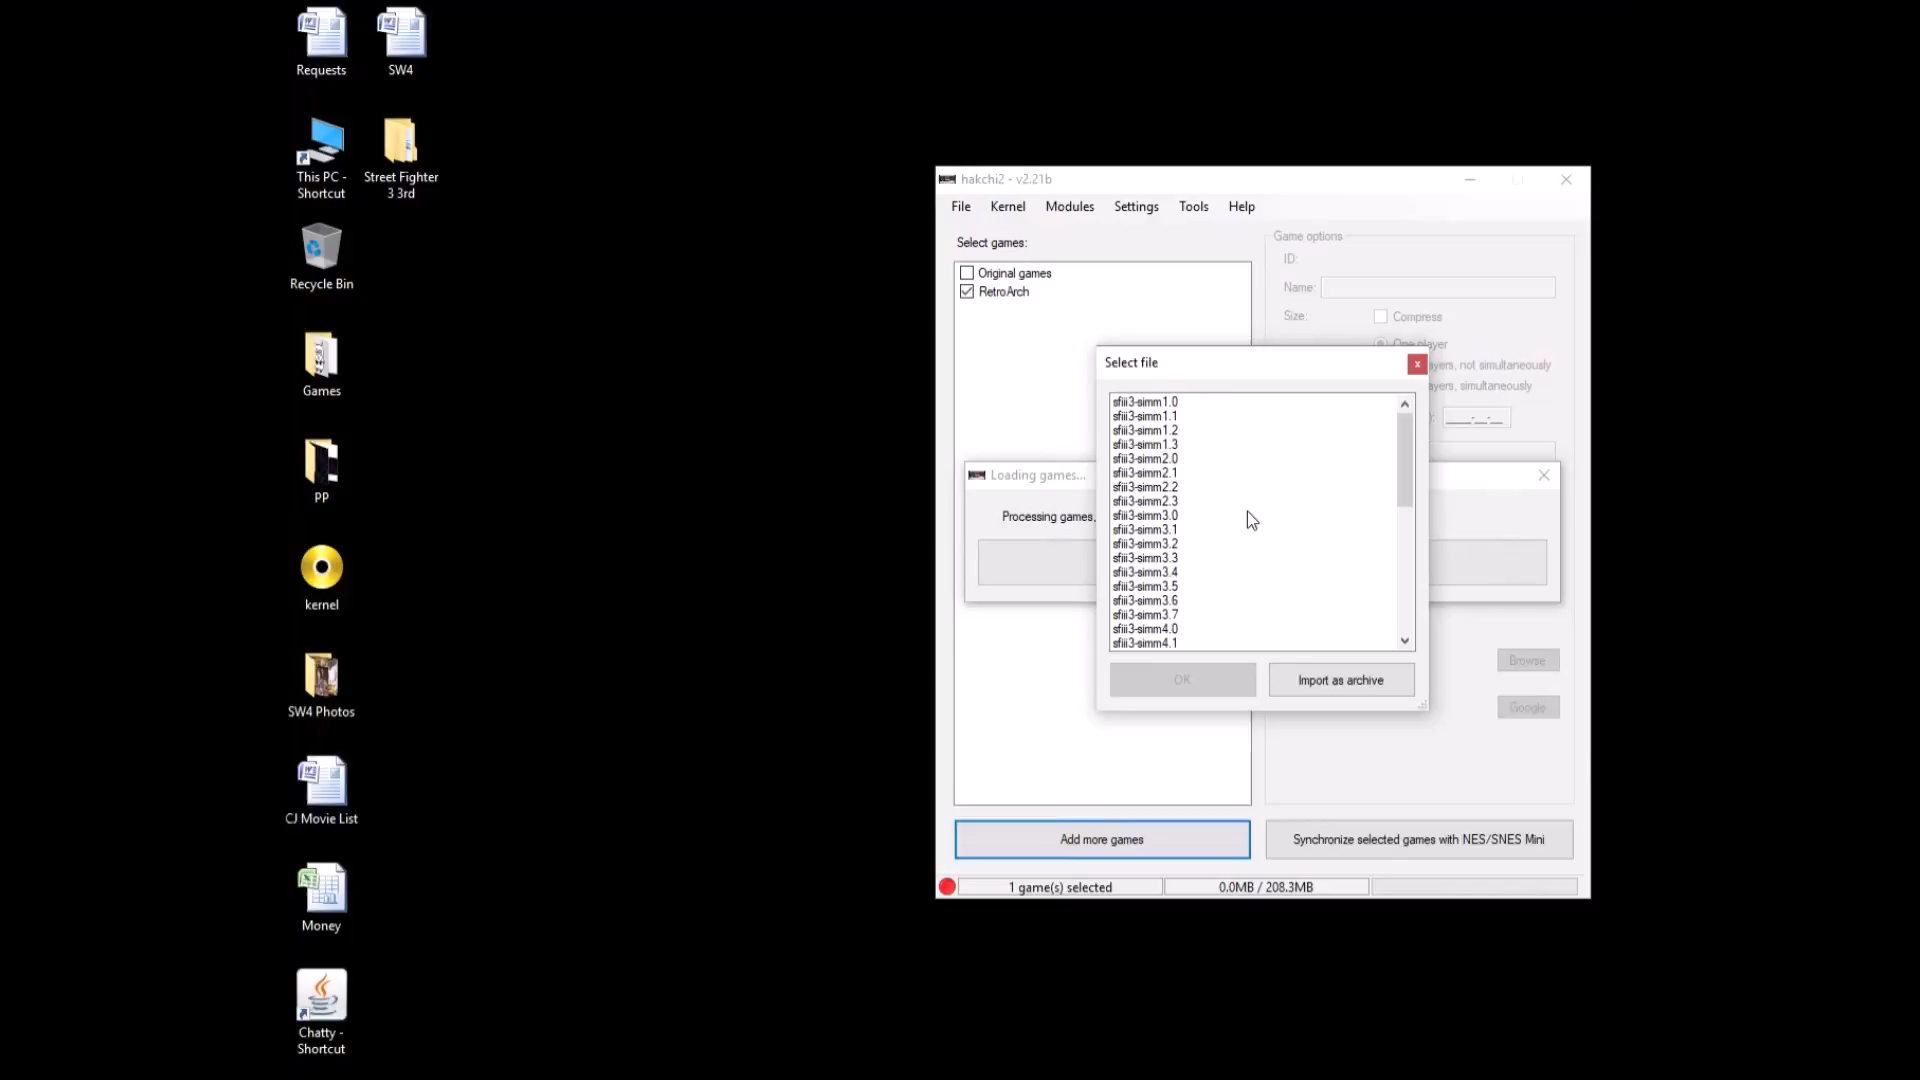 Requests
SW4
This PC -
Shortcut
Street Fighter
3 3rd
Recycle Bin
Games
pp
kernel
SW4 Photos
CJ Movie List
Money
Chatty -
Shortcut
hakchi2 - v2.21b
File Kernel Modules Settings Tools Help
Select games:
Original games
RetroArch
Game options
ID:
Name:
Size:
Compress
One player
ayers, not simultaneously
ayers, simultaneously
Loading games...
Processing games,
Select file
sfiii3-simm1.0
sfiii3-simm1.1
sfiii3-simm1.2
sfiii3-simm1.3
sfiii3-simm2.0
sfiii3-simm2.1
sfiii3-simm2.2
sfiii3-simm2.3
sfiii3-simm3.0
sfiii3-simm3.1
sfiii3-simm3.2
sfiii3-simm3.3
sfiii3-simm3.4
sfiii3-simm3.5
sfiii3-simm3.6
sfiii3-simm3.7
sfiii3-simm4.0
sfiii3-simm4.1
OK
Import as archive
Browse
Google
Add more games
Synchronize selected games with NES/SNES Mini
1 game(s) selected
0.0MB / 208.3MB